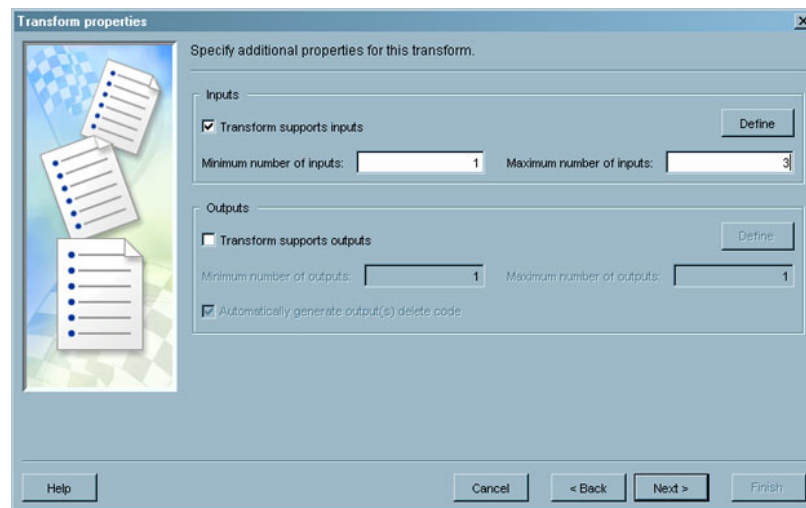 Transform properties
Specify additional properties for this transform.
Inputs
Transform supports inputs
Define
Minimum number of inputs: 1 Maximum number of inputs: 3
Outputs
Transform supports outputs
Define
Minimum number of outputs: 1 Maximum number of outputs: 1
Automatically generate output(s) delete code
Help Cancel < Back Next > Finish